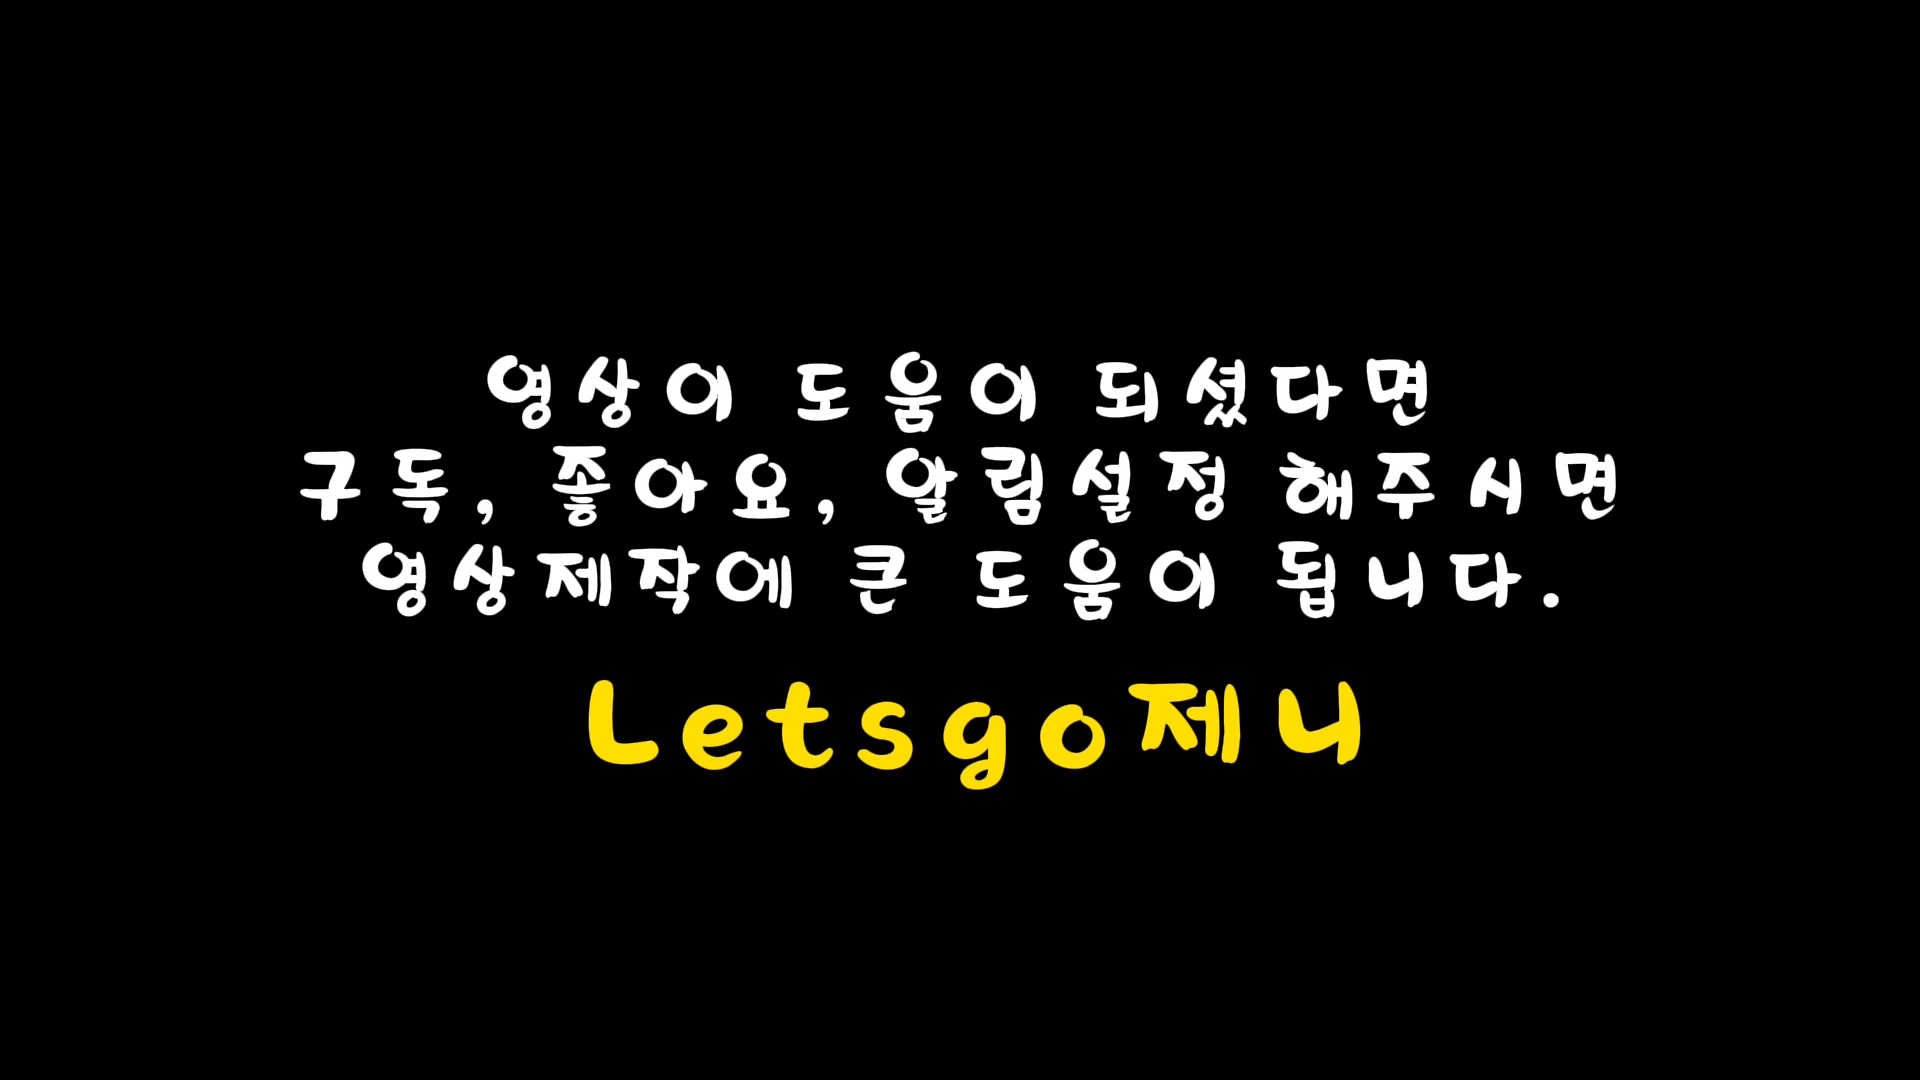 영상이 도움이 되셨다면
구독, 좋아요, 알림설정 해주시면
영상제작에 큰 도움이 됩니다.
Letsgo제니